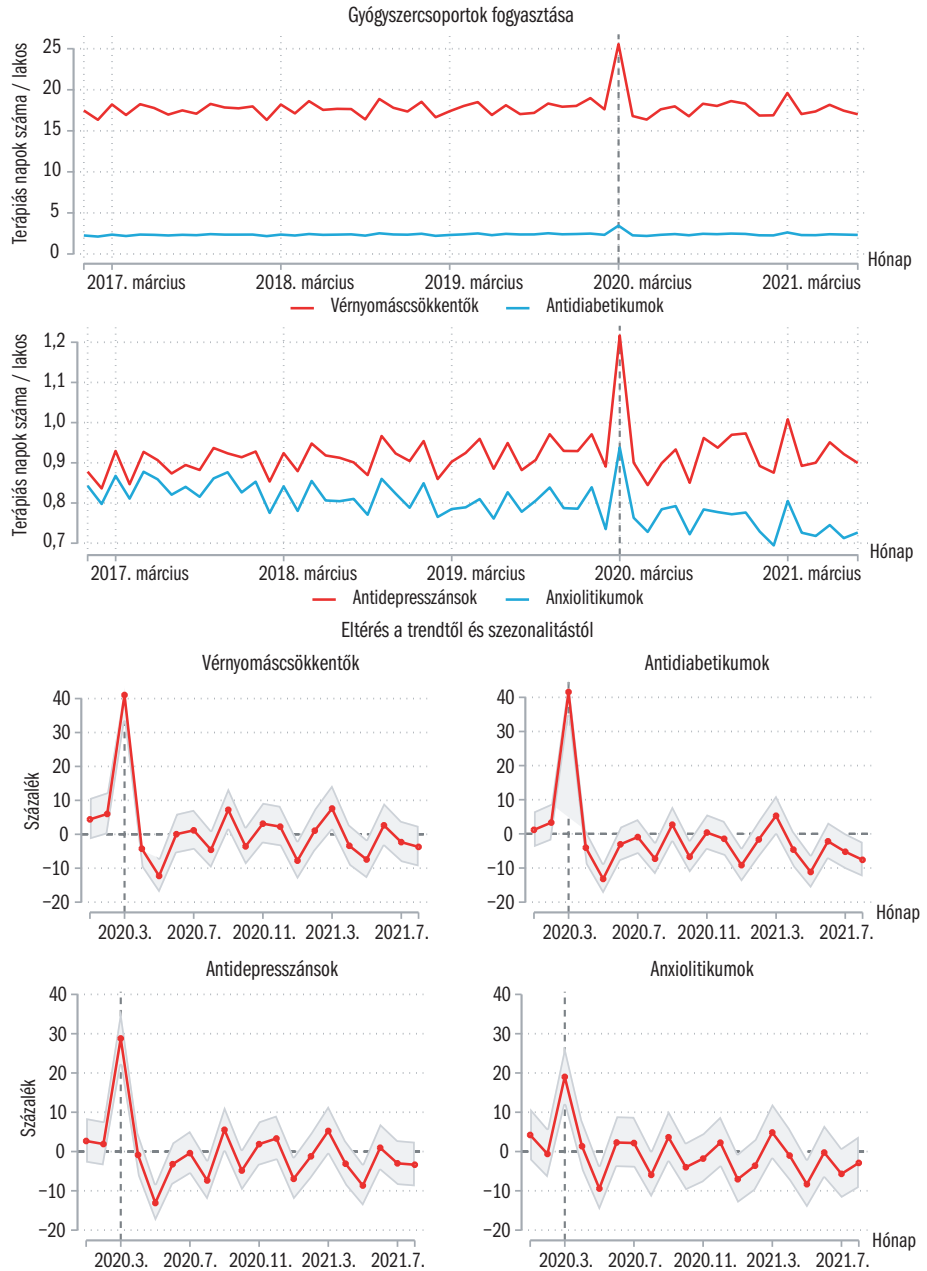 Gyógyszercsoportok fogyasztása
Terápiás napok száma / lakos
25
20
15
10
5
0
2017. március
2018. március
2019. március
2020. március
2021. március
Hónap
Vérnyomáscsökkentők
Antidiabetikumok
Terápiás napok száma / lakos
1,2
1,1
1,0
0,9
0,8
0,7
2017. március
2018. március
2019. március
2020. március
2021. március
Hónap
Antidepresszánsok
Anxiolitikumok
Eltérés a trendtől és szezonalitástól
Vérnyomáscsökkentők
Százalék
40
30
20
10
0
−10
−20
2020.3.
2020.7.
2020.11.
2021.3.
2021.7.
Antidiabetikumok
40
30
20
10
0
−10
−20
2020.3.
2020.7.
2020.11.
2021.3.
2021.7.
Hónap
Antidepresszánsok
Százalék
40
30
20
10
0
−10
−20
2020.3.
2020.7.
2020.11.
2021.3.
2021.7.
Anxiolitikumok
40
30
20
10
0
−10
−20
2020.3.
2020.7.
2020.11.
2021.3.
2021.7.
Hónap